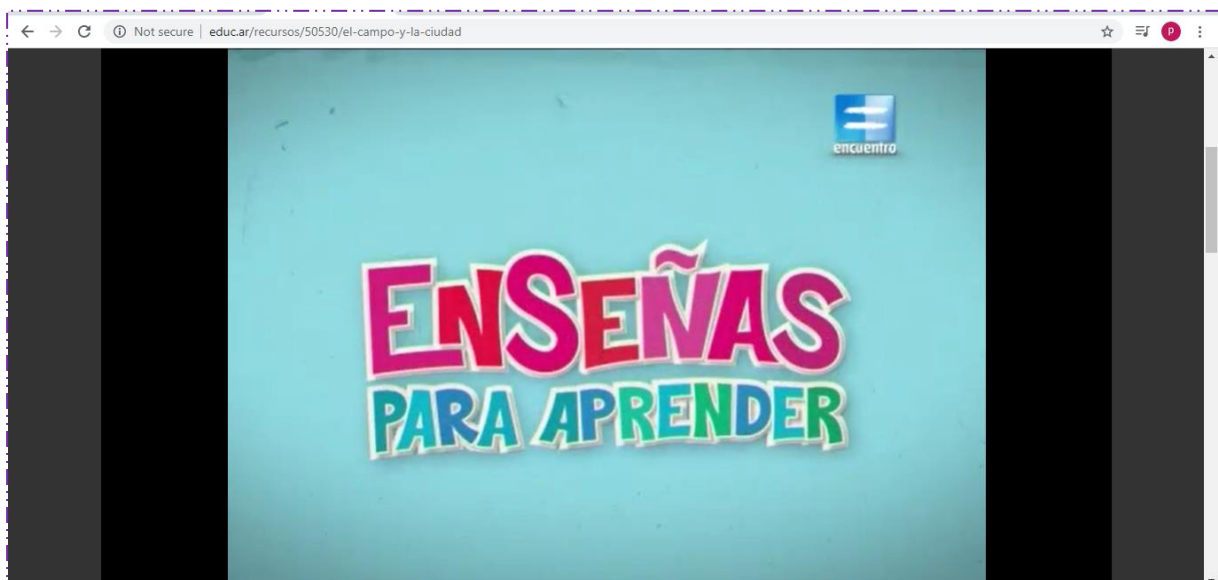 Not secure | educ.ar/recursos/50530/el-campo-y-la-ciudad
P
encuentro
ENSEÑAS
PARA APRENDER